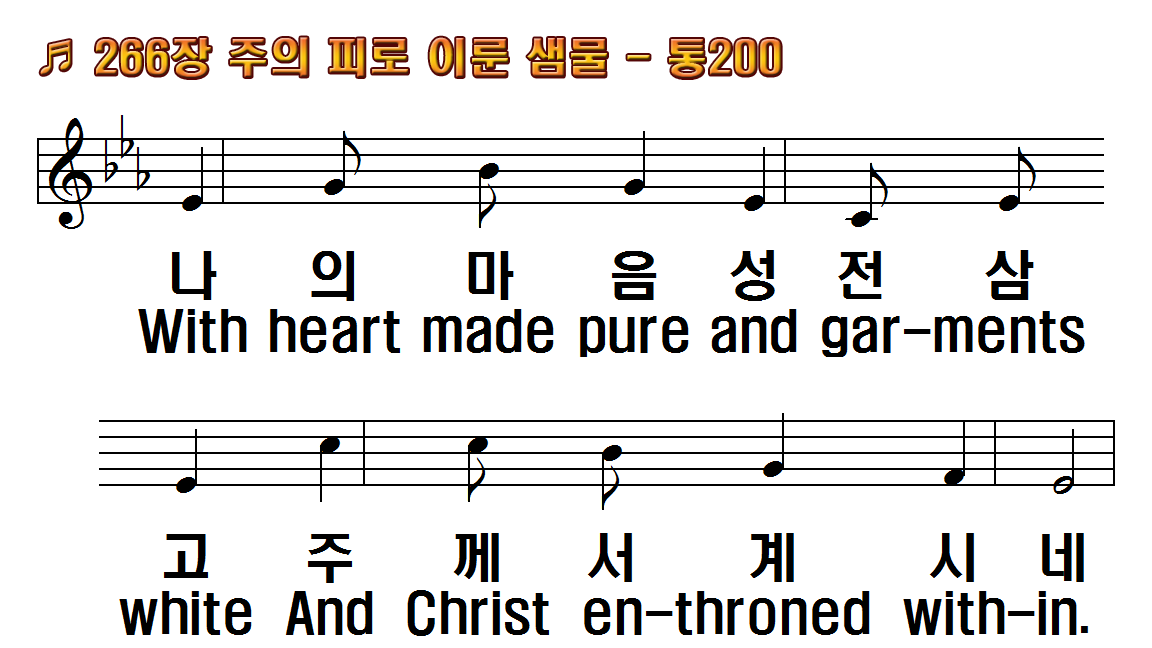 ♬ 266장 주의 피로 이룬 샘물 - 통200
나 의 마 음 성 전 삼
With heart made pure and gar-ments
고 주 께 서 계 시 네
white And Christ en-throned with-in.